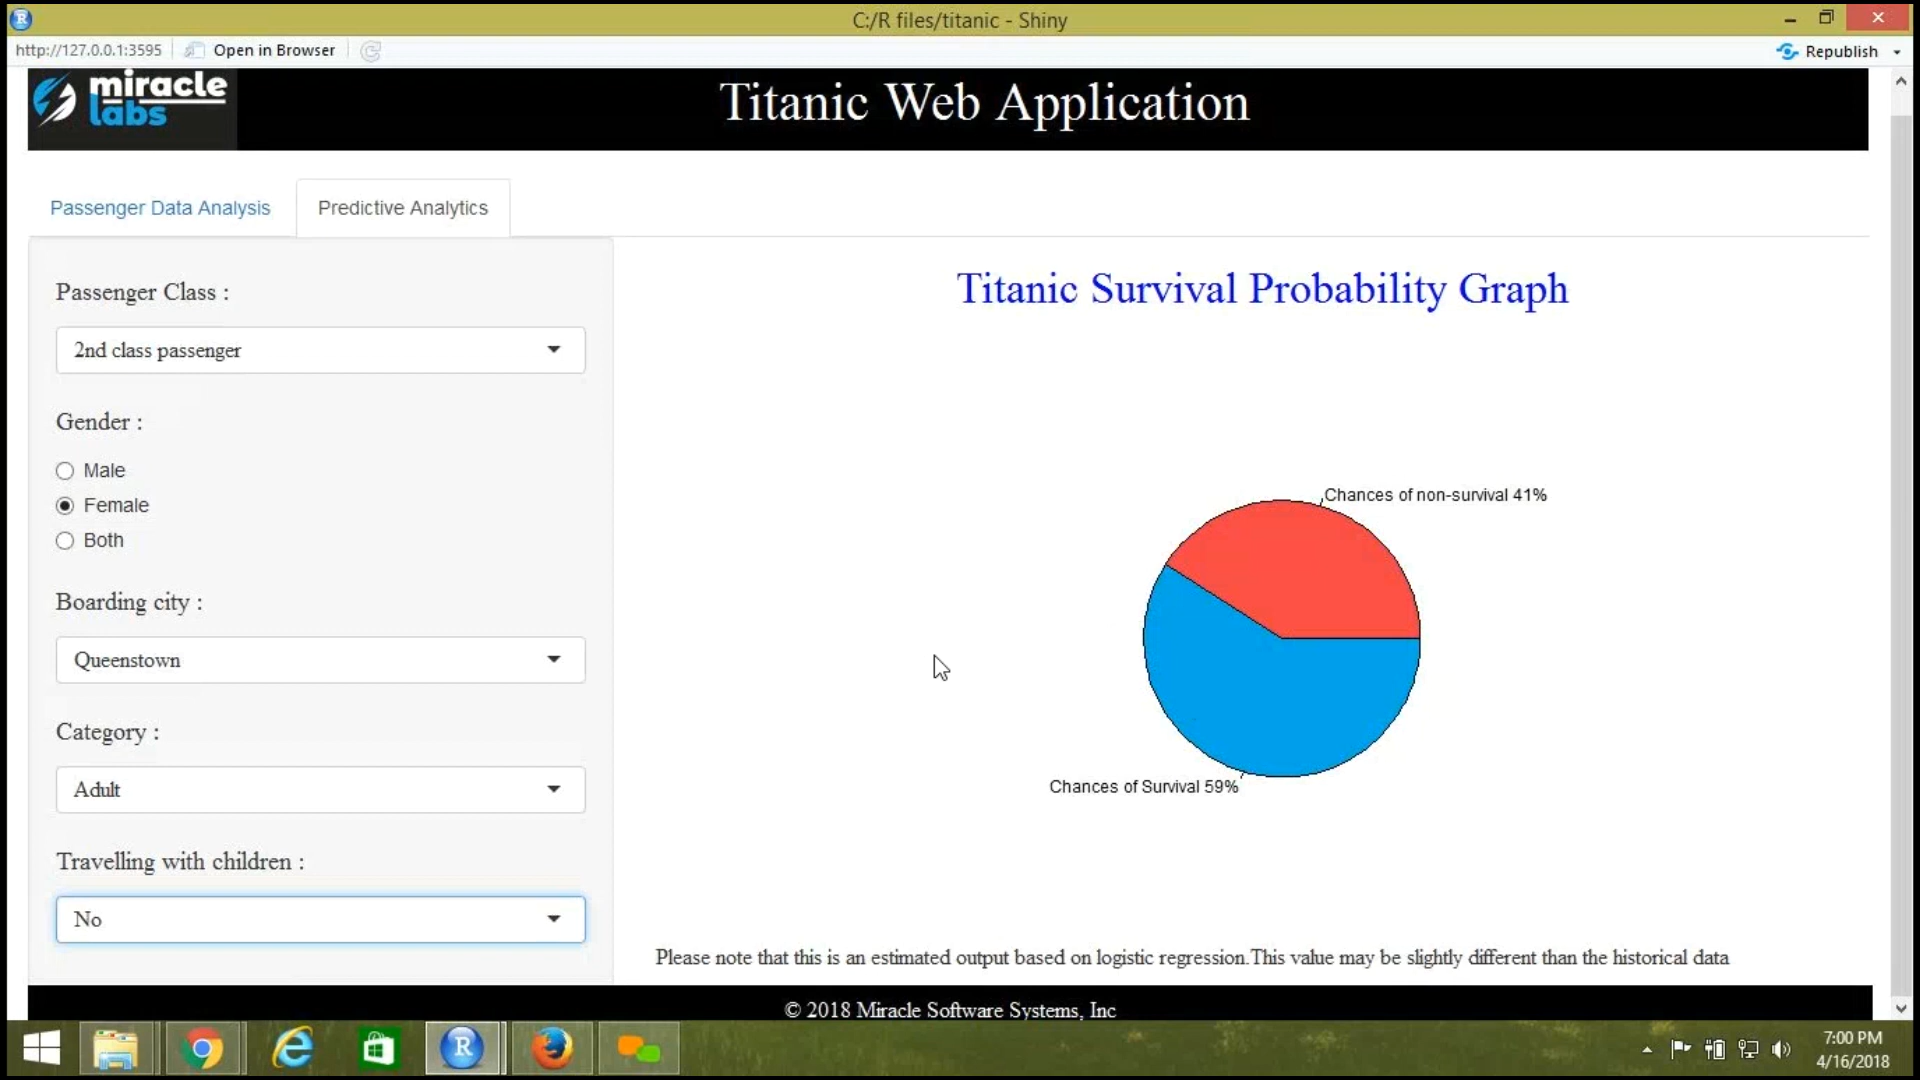 C:/R files/titanic - Shiny
http://127.0.0.1:3595
Open in Browser
Republish
miracle
labs
Titanic Web Application
Passenger Data Analysis
Predictive Analytics
Passenger Class :
2nd class passenger
Gender :
Male
Female
Both
Boarding city :
Queenstown
Category :
Adult
Travelling with children :
No
Titanic Survival Probability Graph
Chances of non-survival 41%
Chances of Survival 59%
Please note that this is an estimated output based on logistic regression.This value may be slightly different than the historical data
© 2018 Miracle Software Systems, Inc
7:00 PM
4/16/2018